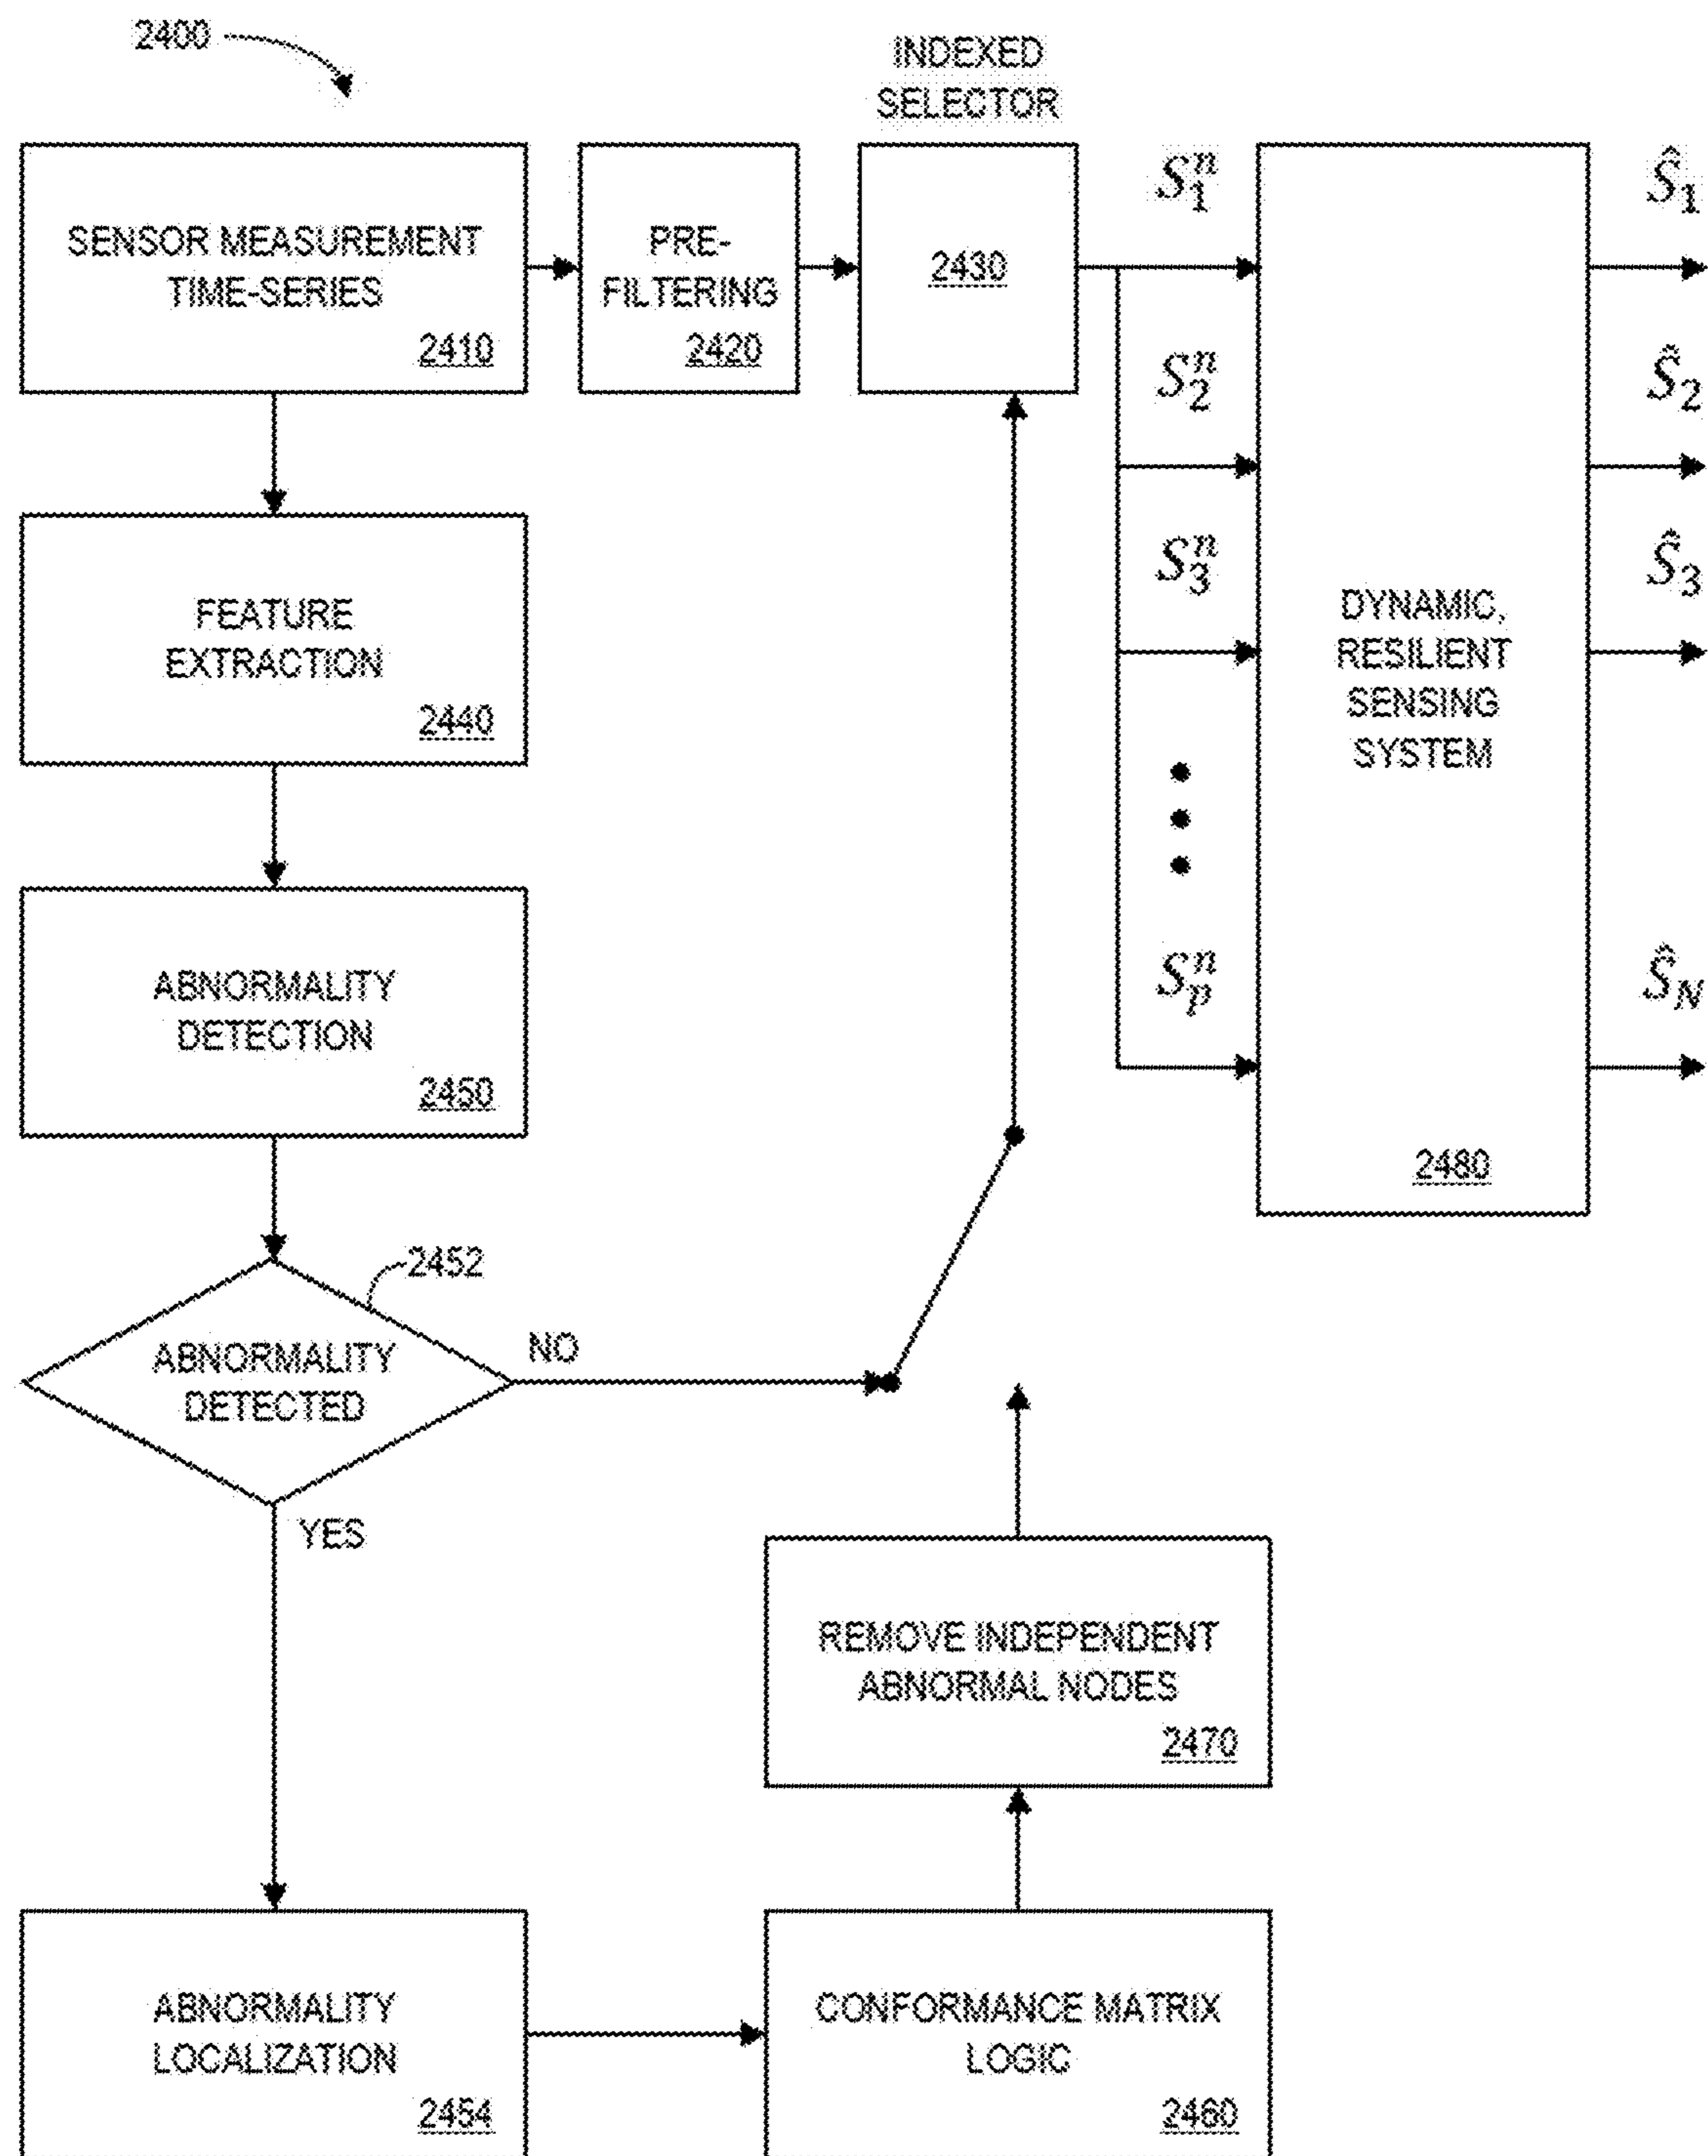 2400
INDEXED
SELECTOR
SENSOR MEASUREMENT
TIME-SERIES
2410
PRE-
FILTERING
2420
2430
S₁ⁿ
S₂ⁿ
S₃ⁿ
Sₚⁿ
DYNAMIC,
RESILIENT
SENSING
SYSTEM
2480
Ŝ₁
Ŝ₂
Ŝ₃
Ŝ_N
FEATURE
EXTRACTION
2440
ABNORMALITY
DETECTION
2450
2452
ABNORMALITY
DETECTED
NO
YES
REMOVE INDEPENDENT
ABNORMAL NODES
2470
ABNORMALITY
LOCALIZATION
2454
CONFORMANCE MATRIX
LOGIC
2460